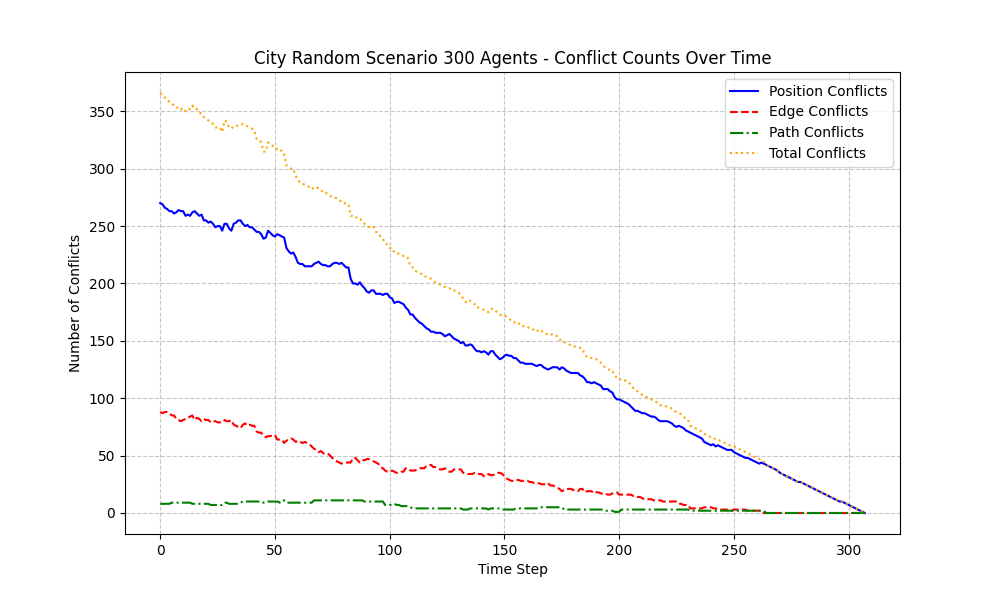 City Random Scenario 300 Agents - Conflict Counts Over Time
Position Conflicts
Edge Conflicts
Path Conflicts
Total Conflicts
Number of Conflicts
350
300
250
200
150
100
50
0
0 50 100 150 200 250 300
Time Step